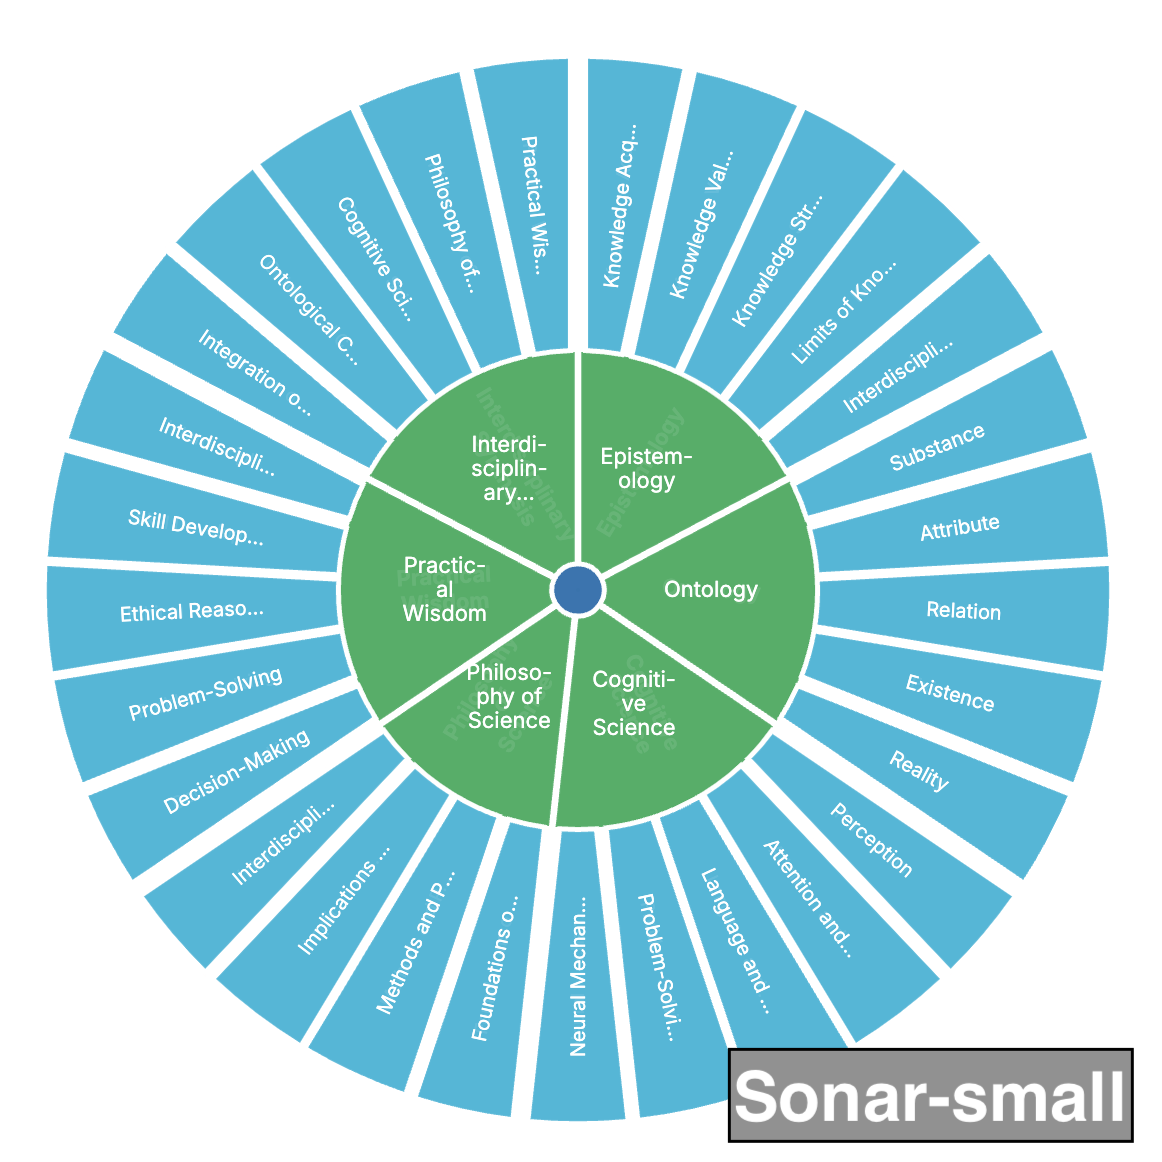 Knowledge Acq...
Knowledge Val...
Knowledge Str...
Limits of Kno...
Interdiscipli...
Substance
Attribute
Relation
Existence
Reality
Perception
Attention and...
Language and ...
Problem-Solvi...
Neural Mechan...
Foundations o...
Methods and P...
Implications ...
Interdiscipli...
Decision-Making
Problem-Solving
Ethical Reaso...
Skill Develop...
Interdiscipli...
Integration o...
Ontological C...
Cognitive Sci...
Philosophy of...
Practical Wis...
Epistem-
ology
Ontology
Cogniti-
ve
Science
Philoso-
phy of
Science
Practic-
al
Wisdom
Interdi-
sciplin-
ary...
Epistemology
Practical
Wisdom
Sonar-small